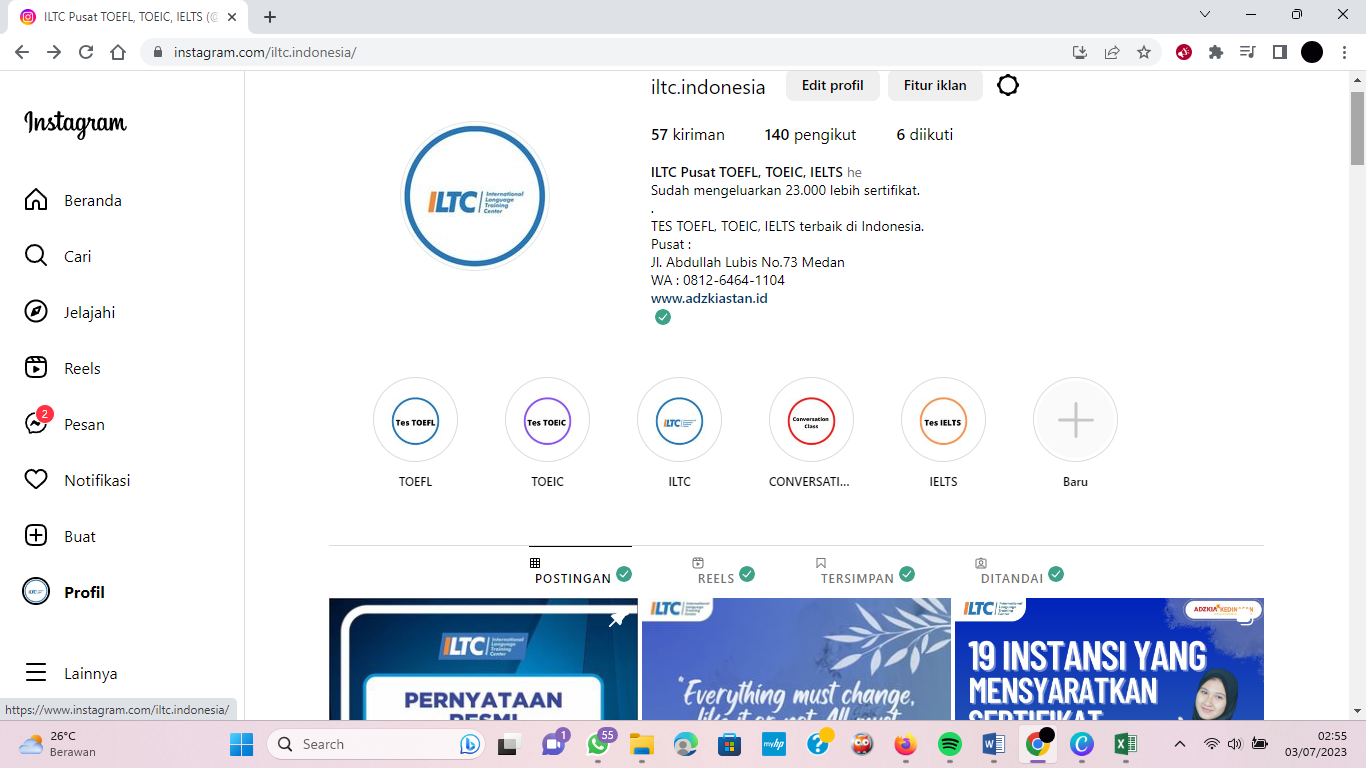 ILTC Pusat TOEFL, TOEIC, IELTS (@
instagram.com/iltc.indonesia/
Instagram
Beranda
Cari
Jelajahi
Reels
2
Pesan
Notifikasi
Buat
Profil
Lainnya
https://www.instagram.com/iltc.indonesia/
iltc.indonesia
Edit profil
Fitur iklan
57 kiriman
140 pengikut
6 diikuti
ILTC
International
Language
Training
Center
ILTC Pusat TOEFL, TOEIC, IELTS he
Sudah mengeluarkan 23.000 lebih sertifikat.
.
TES TOEFL, TOEIC, IELTS terbaik di Indonesia.
Pusat :
Jl. Abdullah Lubis No.73 Medan
WA : 0812-6464-1104
www.adzkiastan.id
Tes TOEFL
Tes TOEIC
ILTC
Conversation
Class
Tes IELTS
TOEFL
TOEIC
ILTC
CONVERSATI...
IELTS
Baru
POSTINGAN
REELS
TERSIMPAN
DITANDAI
ILTC
International
Language
Training
Center
PERNYATAAN
RESMI
ILTC
International
Language
Training
"Everything must change,
like it or not. All must
ILTC
International
Language
Training
ADZKIA KEDINASAN
19 INSTANSI YANG
MENSYARATKAN
SERTIFIKAT
26°C
Berawan
Search
1
55
myhp
02:55
03/07/2023